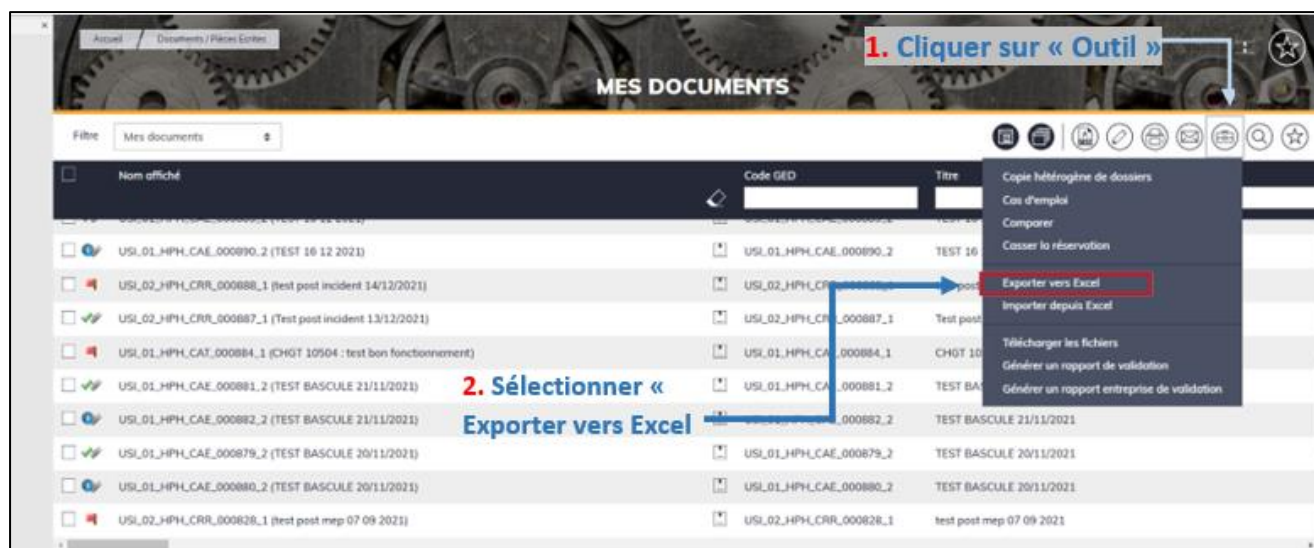 Accueil / Documents / Pièces Ecrites
1. Cliquer sur « Outil »
MES DOCUMENTS
Filtre Mes documents
Nom affiché Code GED Titre
Copie hétérogène de dossiers
Cas d'emploi
Comparer
Casser la réservation
Exporter vers Excel
Importer depuis Excel
Télécharger les fichiers
Générer un rapport de validation
Générer un rapport entreprise de validation
USI_01_HPH_CAE_000890_2 (TEST 16 12 2021) USI_01_HPH_CAE_000890_2 TEST 16
USI_02_HPH_CRR_000888_1 (test post incident 14/12/2021) USI_02_HPH_CRR post
USI_02_HPH_CRR_000887_1 (Test post incident 13/12/2021) USI_02_HPH_CRR_000887_1 Test post
USI_01_HPH_CAT_000884_1 (CHGT 10504 : test bon fonctionnement) USI_01_HPH_CA 000884_1 CHGT 10
USI_01_HPH_CAE_000881_2 (TEST BASCULE 21/11/2021) USI_01_HPH_CAE_000881_2 TEST BA
2. Sélectionner «
Exporter vers Excel
USI_01_HPH_CAE_000882_2 (TEST BASCULE 21/11/2021) USI_01_HPH_CAE_000882_2 TEST BASCULE 21/11/2021
USI_01_HPH_CAE_000879_2 (TEST BASCULE 20/11/2021) USI_01_HPH_CAE_000879_2 TEST BASCULE 20/11/2021
USI_01_HPH_CAE_000880_2 (TEST BASCULE 20/11/2021) USI_01_HPH_CAE_000880_2 TEST BASCULE 20/11/2021
USI_02_HPH_CRR_000828_1 (test post mep 07 09 2021) USI_02_HPH_CRR_000828_1 test post mep 07 09 2021